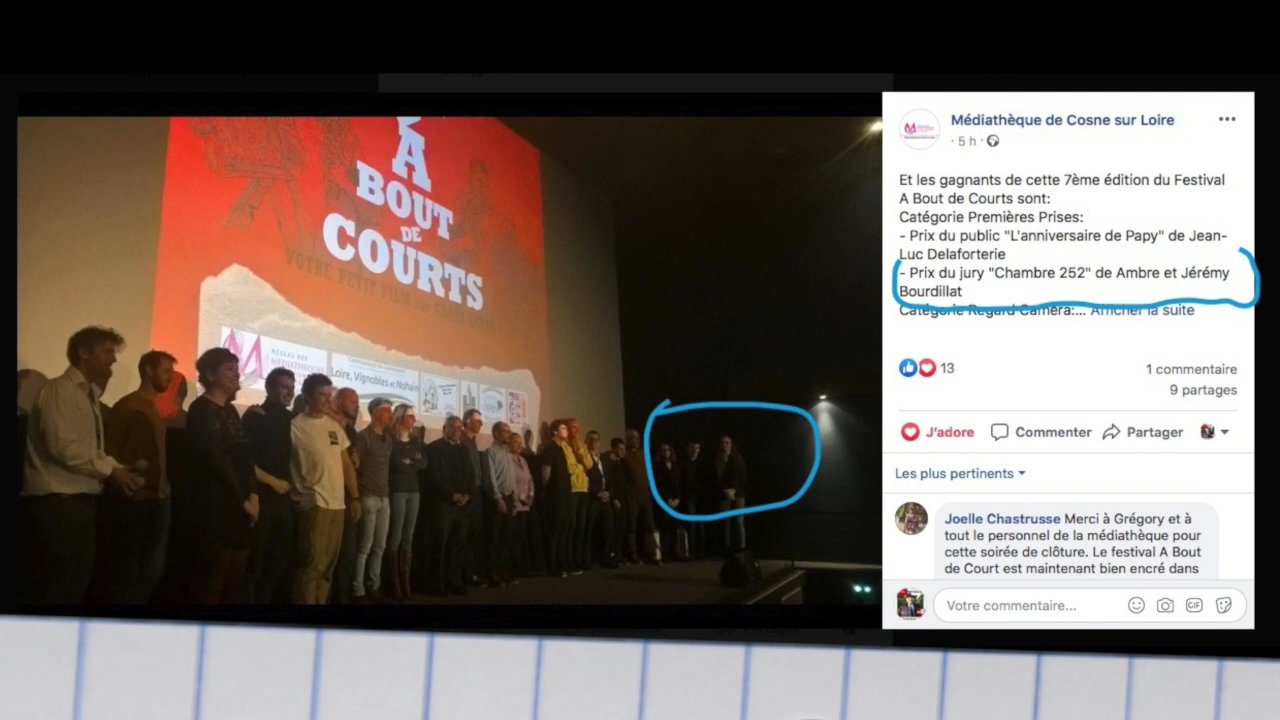 À
BOUT
DE
COURTS
VOTRE PETIT FILM
RÉSEAU DES
MÉDIATHÈQUES
Loire, Vignobles et Nohain
Médiathèque de Cosne sur Loire
· 5 h ·
Et les gagnants de cette 7ème édition du Festival
A Bout de Courts sont:
Catégorie Premières Prises:
- Prix du public "L'anniversaire de Papy" de Jean-
Luc Delaforterie
- Prix du jury "Chambre 252" de Ambre et Jérémy
Bourdillat
Catégorie Regard Caméra:... Afficher la suite
13
1 commentaire
9 partages
J'adore Commenter Partager
Les plus pertinents
Joelle Chastrusse Merci à Grégory et à
tout le personnel de la médiathèque pour
cette soirée de clôture. Le festival A Bout
de Court est maintenant bien encré dans
Votre commentaire...
GIF